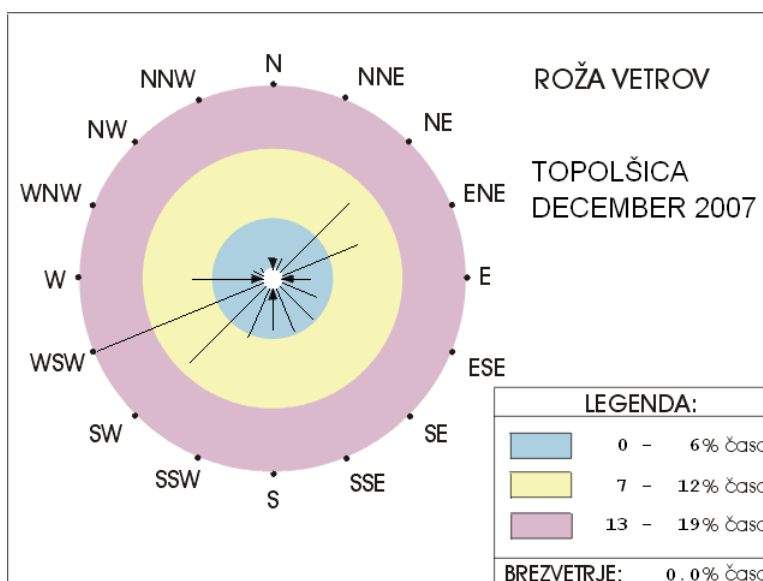 ROŽA VETROV
TOPOLŠICA
DECEMBER 2007
N
NNE
NE
ENE
E
ESE
SE
SSE
S
SSW
SW
WSW
W
WNW
NW
NNW
LEGENDA:
0 - 6% časa
7 - 12% časa
13 - 19% časa
BREZVETRJE: 0.0% časa